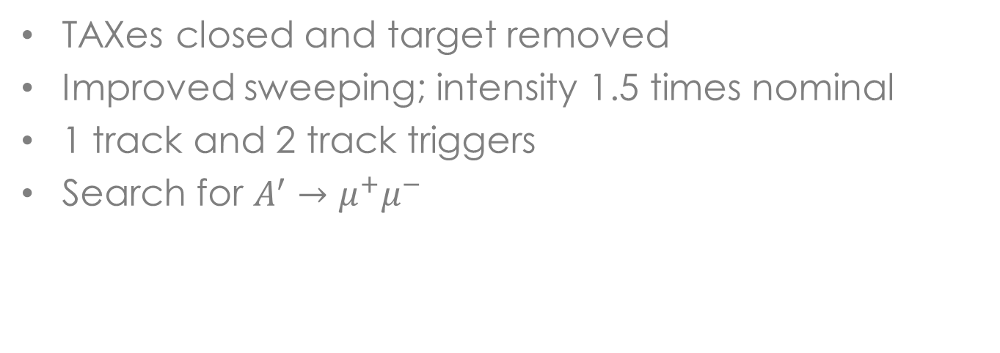 • TAXes closed and target removed
• Improved sweeping; intensity 1.5 times nominal
• 1 track and 2 track triggers
• Search for A′ → μ⁺μ⁻